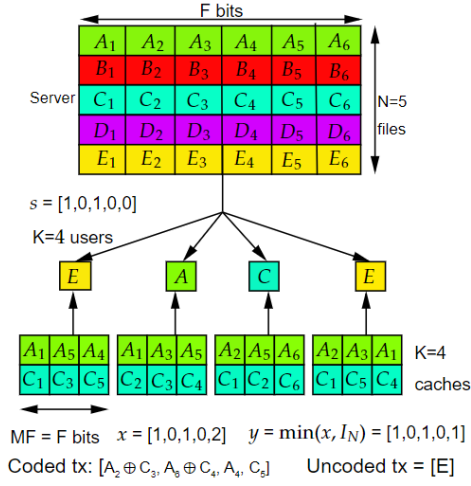 F bits
A₁ A₂ A₃ A₄ A₅ A₆
B₁ B₂ B₃ B₄ B₅ B₆
Server C₁ C₂ C₃ C₄ C₅ C₆ N=5
D₁ D₂ D₃ D₄ D₅ D₆ files
E₁ E₂ E₃ E₄ E₅ E₆
s = [1,0,1,0,0]
K=4 users
E A C E
A₁ A₅ A₄ A₁ A₃ A₅ A₂ A₅ A₆ A₂ A₃ A₁ K=4
C₁ C₃ C₅ C₂ C₃ C₄ C₁ C₂ C₆ C₁ C₅ C₄ caches
MF = F bits x = [1,0,1,0,2] y = min(x, I_N) = [1,0,1,0,1]
Coded tx: [A₂ ⊕ C₃, A₆ ⊕ C₄, A₄, C₅] Uncoded tx = [E]